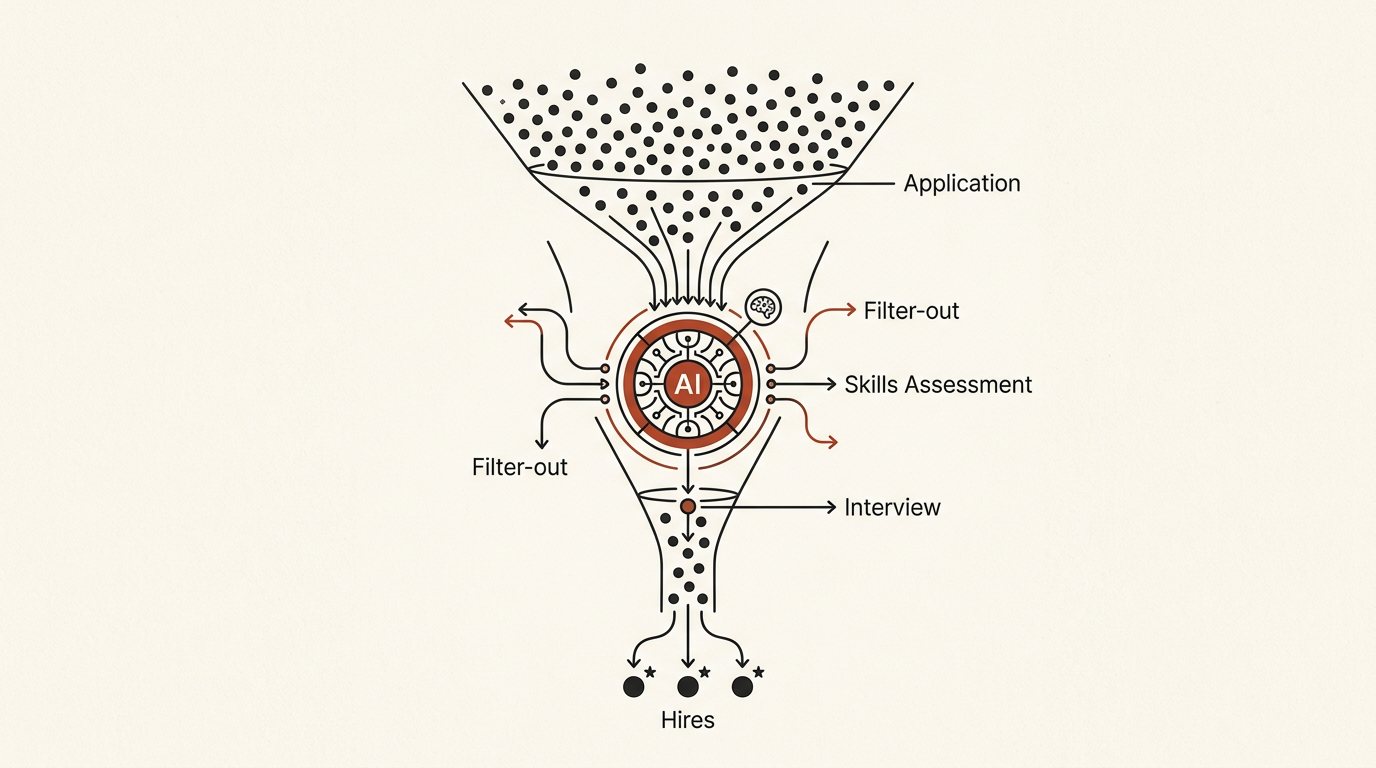 Application
Filter-out
AI
Skills Assessment
Filter-out
Interview
Hires